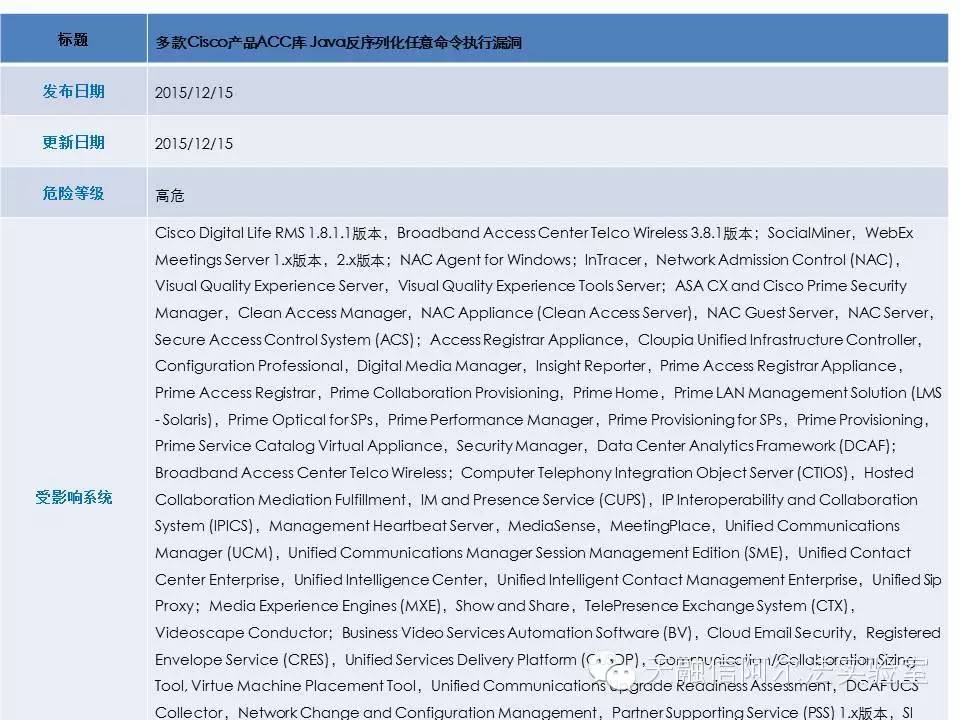 标题
多款Cisco产品ACC库 Java反序列化任意命令执行漏洞
发布日期
2015/12/15
更新日期
2015/12/15
危险等级
高危
受影响系统
Cisco Digital Life RMS 1.8.1.1版本，Broadband Access Center Telco Wireless 3.8.1版本；SocialMiner，WebEx
Meetings Server 1.x版本，2.x版本；NAC Agent for Windows；InTracer，Network Admission Control (NAC)，
Visual Quality Experience Server，Visual Quality Experience Tools Server；ASA CX and Cisco Prime Security
Manager，Clean Access Manager，NAC Appliance (Clean Access Server)，NAC Guest Server，NAC Server，
Secure Access Control System (ACS)；Access Registrar Appliance，Cloupia Unified Infrastructure Controller，
Configuration Professional，Digital Media Manager，Insight Reporter，Prime Access Registrar Appliance，
Prime Access Registrar，Prime Collaboration Provisioning，Prime Home，Prime LAN Management Solution (LMS
- Solaris)，Prime Optical for SPs，Prime Performance Manager，Prime Provisioning for SPs，Prime Provisioning，
Prime Service Catalog Virtual Appliance，Security Manager，Data Center Analytics Framework (DCAF)；
Broadband Access Center Telco Wireless；Computer Telephony Integration Object Server (CTIOS)，Hosted
Collaboration Mediation Fulfillment，IM and Presence Service (CUPS)，IP Interoperability and Collaboration
System (IPICS)，Management Heartbeat Server，MediaSense，MeetingPlace，Unified Communications
Manager (UCM)，Unified Communications Manager Session Management Edition (SME)，Unified Contact
Center Enterprise，Unified Intelligence Center，Unified Intelligent Contact Management Enterprise，Unified Sip
Proxy；Media Experience Engines (MXE)，Show and Share，TelePresence Exchange System (CTX)，
Videoscape Conductor；Business Video Services Automation Software (BV)，Cloud Email Security，Registered
Envelope Service (CRES)，Unified Services Delivery Platform，Communication/Collaboration Sizing
Tool, Virtue Machine Placement Tool，Unified Communications Upgrade Readiness Assessment，DCAF UCS
Collector，Network Change and Configuration Management，Partner Supporting Service (PSS) 1.x版本，SI
天融信阿尔法实验室